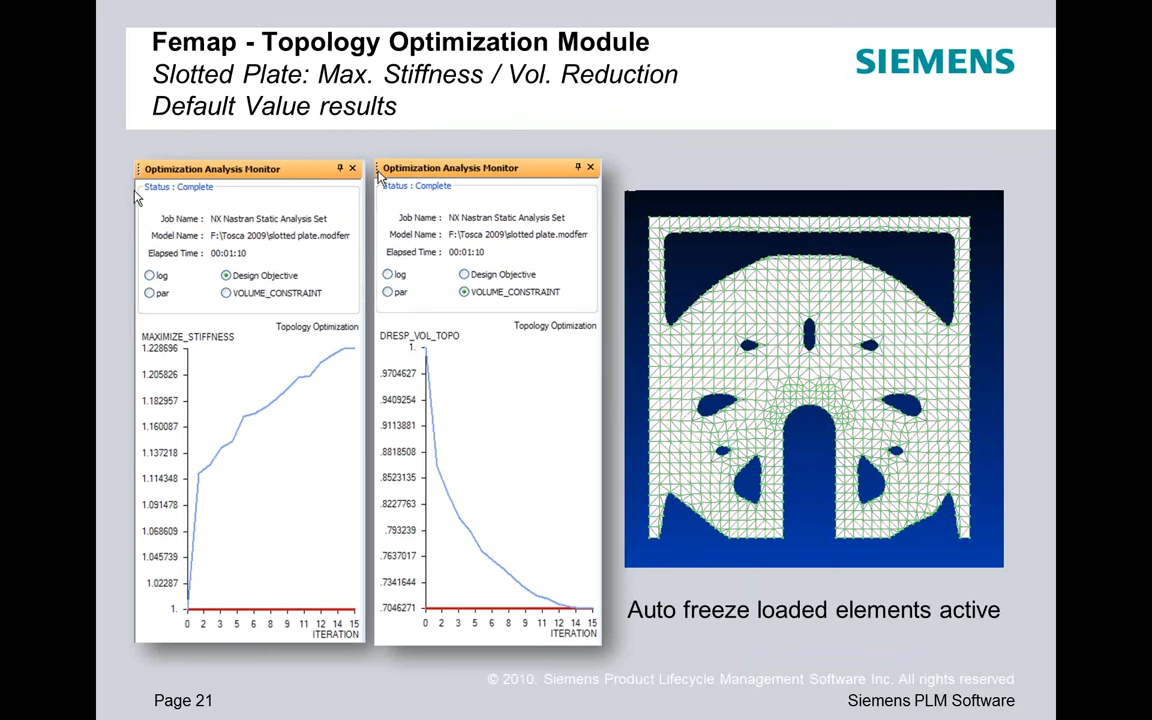 Femap - Topology Optimization Module
Slotted Plate: Max. Stiffness / Vol. Reduction
Default Value results
SIEMENS
Optimization Analysis Monitor
Status : Complete
Job Name : NX Nastran Static Analysis Set
Model Name : F:\Tosca 2009\slotted plate.modfem
Elapsed Time : 00:01:10
log
Design Objective
par
VOLUME_CONSTRAINT
Topology Optimization
MAXIMIZE_STIFFNESS
1.228696
1.205826
1.182957
1.160087
1.137218
1.114348
1.091478
1.068609
1.045739
1.02287
1.
0 2 3 5 6 8 9 11 12 14 15
ITERATION
Optimization Analysis Monitor
Status : Complete
Job Name : NX Nastran Static Analysis Set
Model Name : F:\Tosca 2009\slotted plate.modfem
Elapsed Time : 00:01:10
log
Design Objective
par
VOLUME_CONSTRAINT
Topology Optimization
DRESP_VOL_TOPO
1.
.9704627
.9409254
.9113881
.8818508
.8523135
.8227763
.793239
.7637017
.7341644
.7046271
0 2 3 5 6 8 9 11 12 14 15
ITERATION
Auto freeze loaded elements active
© 2010. Siemens Product Lifecycle Management Software Inc. All rights reserved
Page 21
Siemens PLM Software